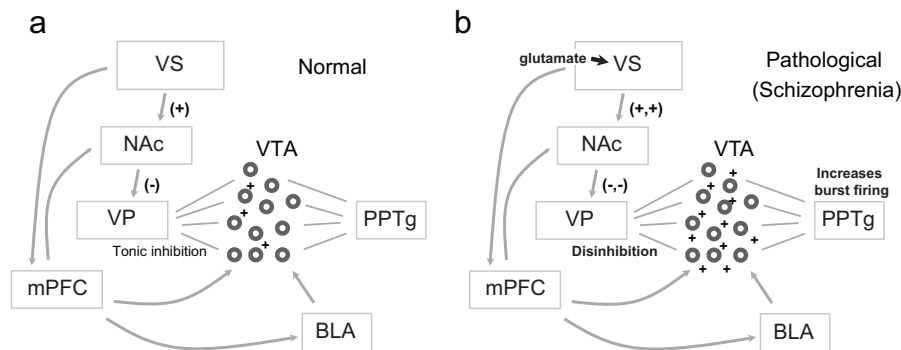 a
VS
Normal
(+)
NAc
VTA
(-)
+
+
+
VP
PPTg
Tonic inhibition
mPFC
BLA
b
glutamate
VS
Pathological
(Schizophrenia)
(+,+)
NAc
VTA
Increases
burst firing
(-,-)
+
+
+
+
+
+
+
+
+
+
VP
PPTg
Disinhibition
mPFC
BLA